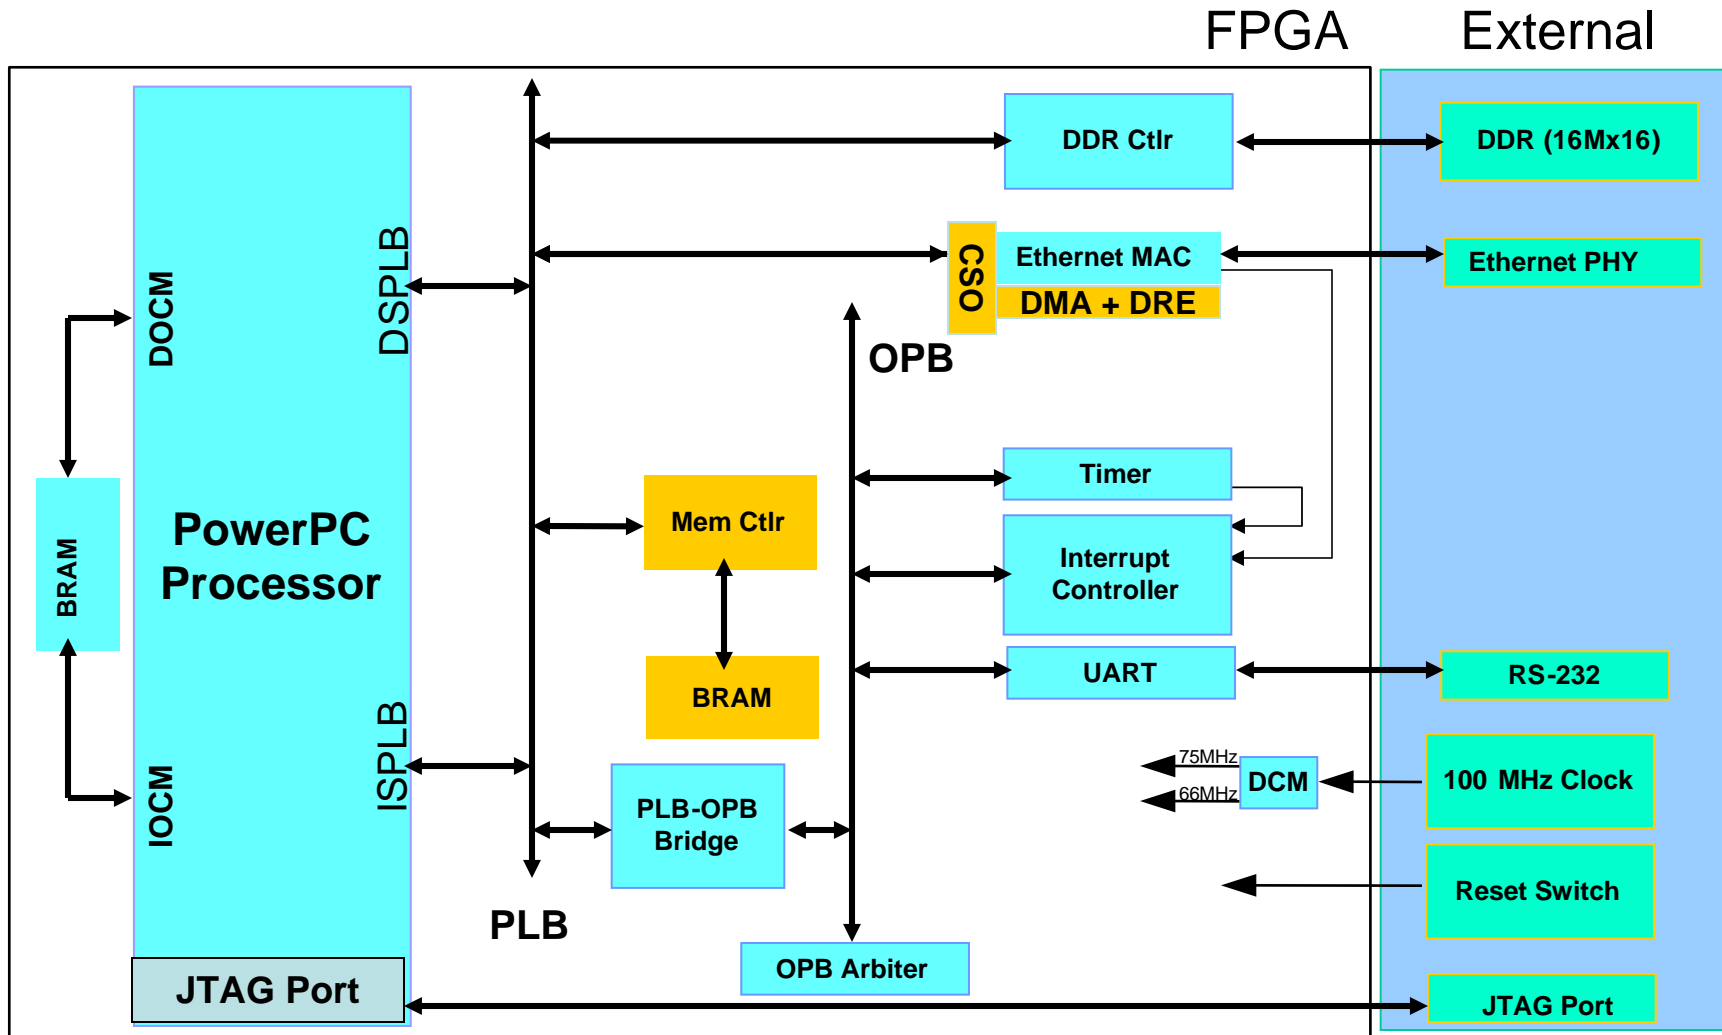 FPGA
External
DDR Ctlr
DDR (16Mx16)
DSPLB
CSO
Ethernet MAC
DMA + DRE
Ethernet PHY
DOCM
OPB
Timer
PowerPC
Processor
Mem Ctlr
BRAM
Interrupt
Controller
BRAM
UART
RS-232
ISPLB
IOCM
PLB-OPB
Bridge
75MHz
66MHz
DCM
100 MHz Clock
Reset Switch
PLB
OPB Arbiter
JTAG Port
JTAG Port